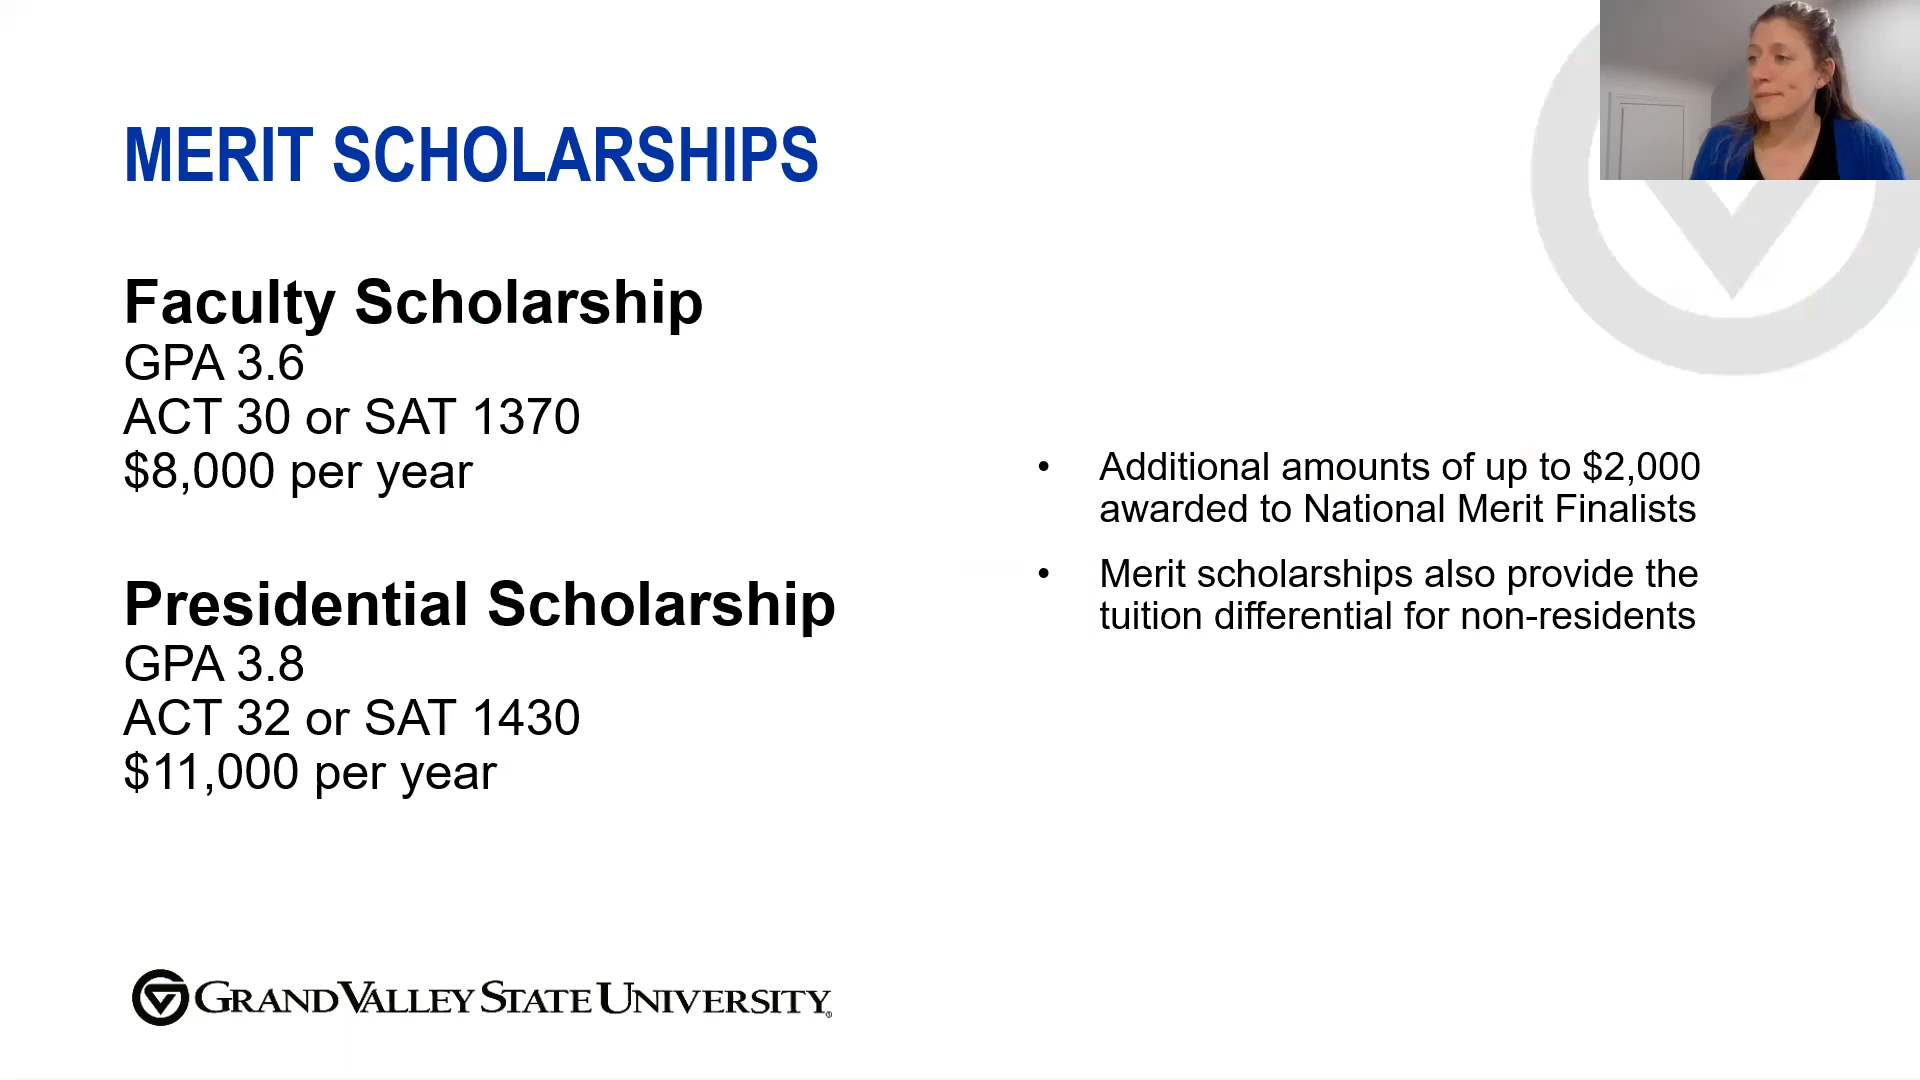 MERIT SCHOLARSHIPS
Faculty Scholarship
GPA 3.6
ACT 30 or SAT 1370
$8,000 per year
Presidential Scholarship
GPA 3.8
ACT 32 or SAT 1430
$11,000 per year
• Additional amounts of up to $2,000
awarded to National Merit Finalists
• Merit scholarships also provide the
tuition differential for non-residents
GRAND VALLEY STATE UNIVERSITY®